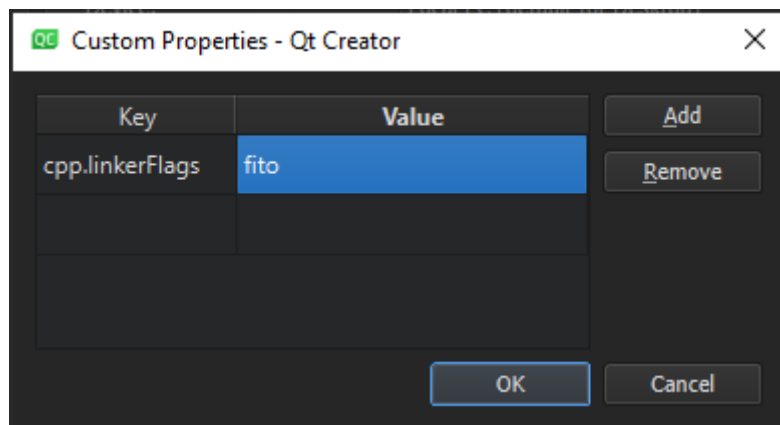 QC Custom Properties - Qt Creator
Key Value
cpp.linkerFlags fito
Add
Remove
OK Cancel